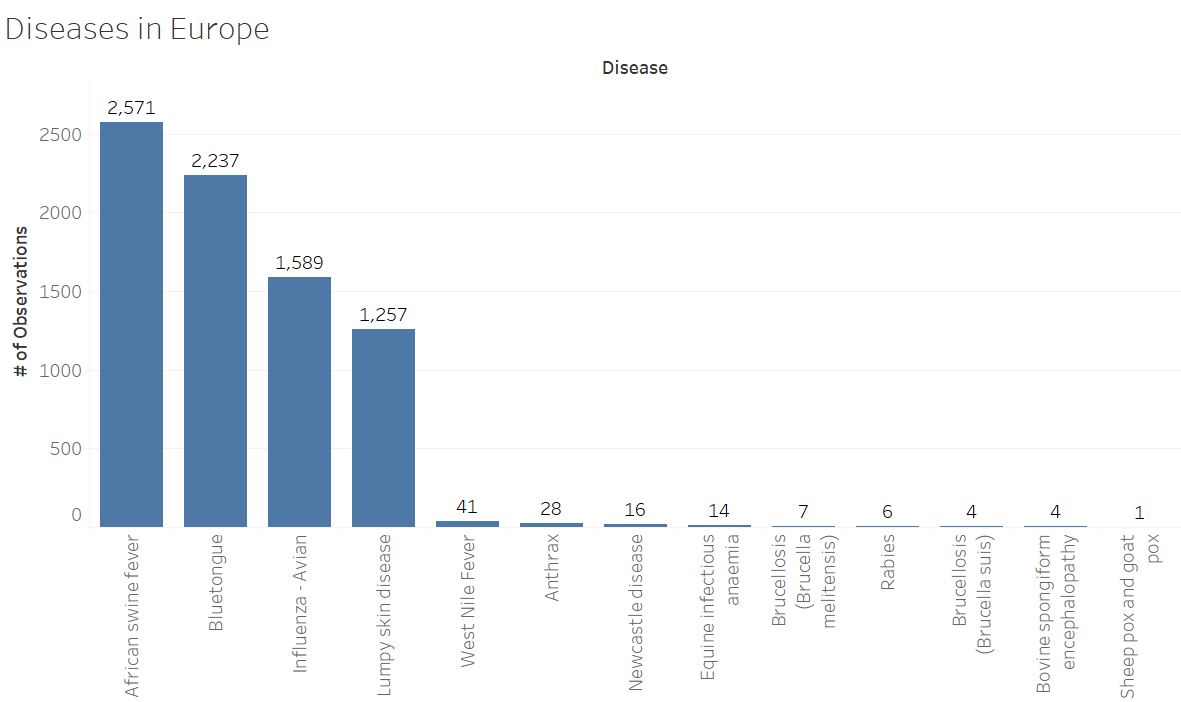 Diseases in Europe
Disease
# of Observations
2500
2000
1500
1000
500
0
2,571
2,237
1,589
1,257
41
28
16
14
7
6
4
4
1
African swine fever
Bluetongue
Influenza - Avian
Lumpy skin disease
West Nile Fever
Anthrax
Newcastle disease
Equine infectious
anaemia
Brucellosis
(Brucella
melitensis)
Rabies
Brucellosis
(Brucella suis)
Bovine spongiform
encephalopathy
Sheep pox and goat
pox